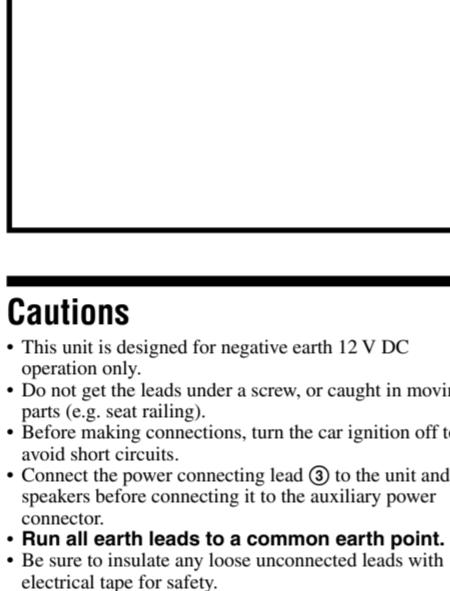 Cautions
• This unit is designed for negative earth 12 V DC
operation only.
• Do not get the leads under a screw, or caught in movin
parts (e.g. seat railing).
• Before making connections, turn the car ignition off t
avoid short circuits.
• Connect the power connecting lead ③ to the unit and
speakers before connecting it to the auxiliary power
connector.
• Run all earth leads to a common earth point.
• Be sure to insulate any loose unconnected leads with
electrical tape for safety.